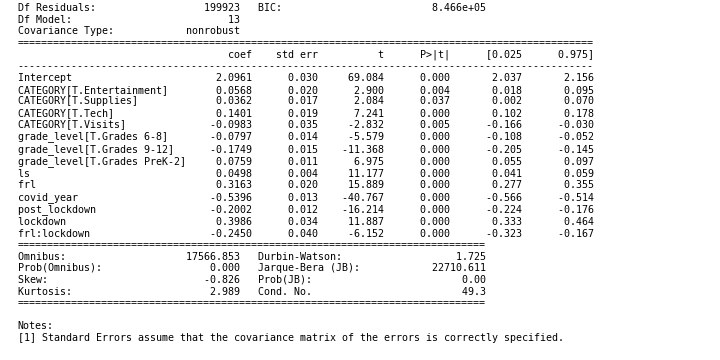 Df Residuals:                  199923   BIC:                         8.466e+05
Df Model:                          13
Covariance Type:            nonrobust
================================================================================================
                                   coef    std err          t      P>|t|      [0.025      0.975]
------------------------------------------------------------------------------------------------
Intercept                        2.0961      0.030     69.084      0.000       2.037       2.156
CATEGORY[T.Entertainment]        0.0568      0.020      2.900      0.004       0.018       0.095
CATEGORY[T.Supplies]             0.0362      0.017      2.084      0.037       0.002       0.070
CATEGORY[T.Tech]                 0.1401      0.019      7.241      0.000       0.102       0.178
CATEGORY[T.Visits]              -0.0983      0.035     -2.832      0.005      -0.166      -0.030
grade_level[T.Grades 6-8]       -0.0797      0.014     -5.579      0.000      -0.108      -0.052
grade_level[T.Grades 9-12]      -0.1749      0.015    -11.368      0.000      -0.205      -0.145
grade_level[T.Grades PreK-2]     0.0759      0.011      6.975      0.000       0.055       0.097
ls                               0.0498      0.004     11.177      0.000       0.041       0.059
frl                              0.3163      0.020     15.889      0.000       0.277       0.355
covid_year                      -0.5396      0.013    -40.767      0.000      -0.566      -0.514
post_lockdown                   -0.2002      0.012    -16.214      0.000      -0.224      -0.176
lockdown                         0.3986      0.034     11.887      0.000       0.333       0.464
frl:lockdown                    -0.2450      0.040     -6.152      0.000      -0.323      -0.167
==============================================================================
Omnibus:                    17566.853   Durbin-Watson:                   1.725
Prob(Omnibus):                  0.000   Jarque-Bera (JB):            22710.611
Skew:                          -0.826   Prob(JB):                         0.00
Kurtosis:                       2.989   Cond. No.                         49.3
==============================================================================
Notes:
[1] Standard Errors assume that the covariance matrix of the errors is correctly specified.